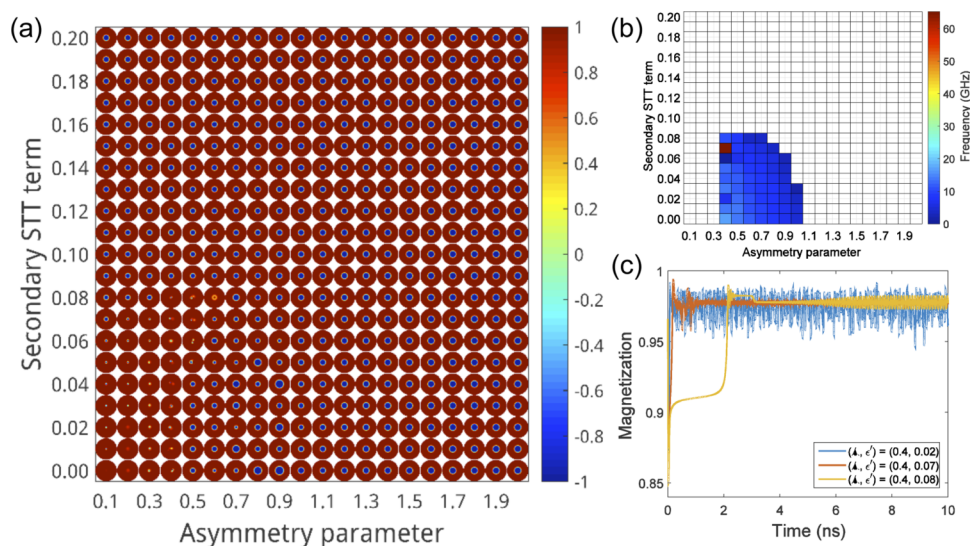 (a)
0.20
0.18
0.16
0.14
0.12
0.10
0.08
0.06
0.04
0.02
0.00
Secondary STT term
0.1 0.3 0.5 0.7 0.9 1.1 1.3 1.5 1.7 1.9
Asymmetry parameter
1
0.8
0.6
0.4
0.2
0
-0.2
-0.4
-0.6
-0.8
-1
(b)
0.20
0.18
0.16
0.14
0.12
0.10
0.08
0.06
0.04
0.02
0.00
Secondary STT term
0.1 0.3 0.5 0.7 0.9 1.1 1.3 1.5 1.7 1.9
Asymmetry parameter
60
50
40
30
20
10
0
Frequency (GHz)
(c)
1
0.95
0.9
0.85
Magnetization
0 2 4 6 8 10
Time (ns)
(Λ, ϵ′) = (0.4, 0.02)
(Λ, ϵ′) = (0.4, 0.07)
(Λ, ϵ′) = (0.4, 0.08)